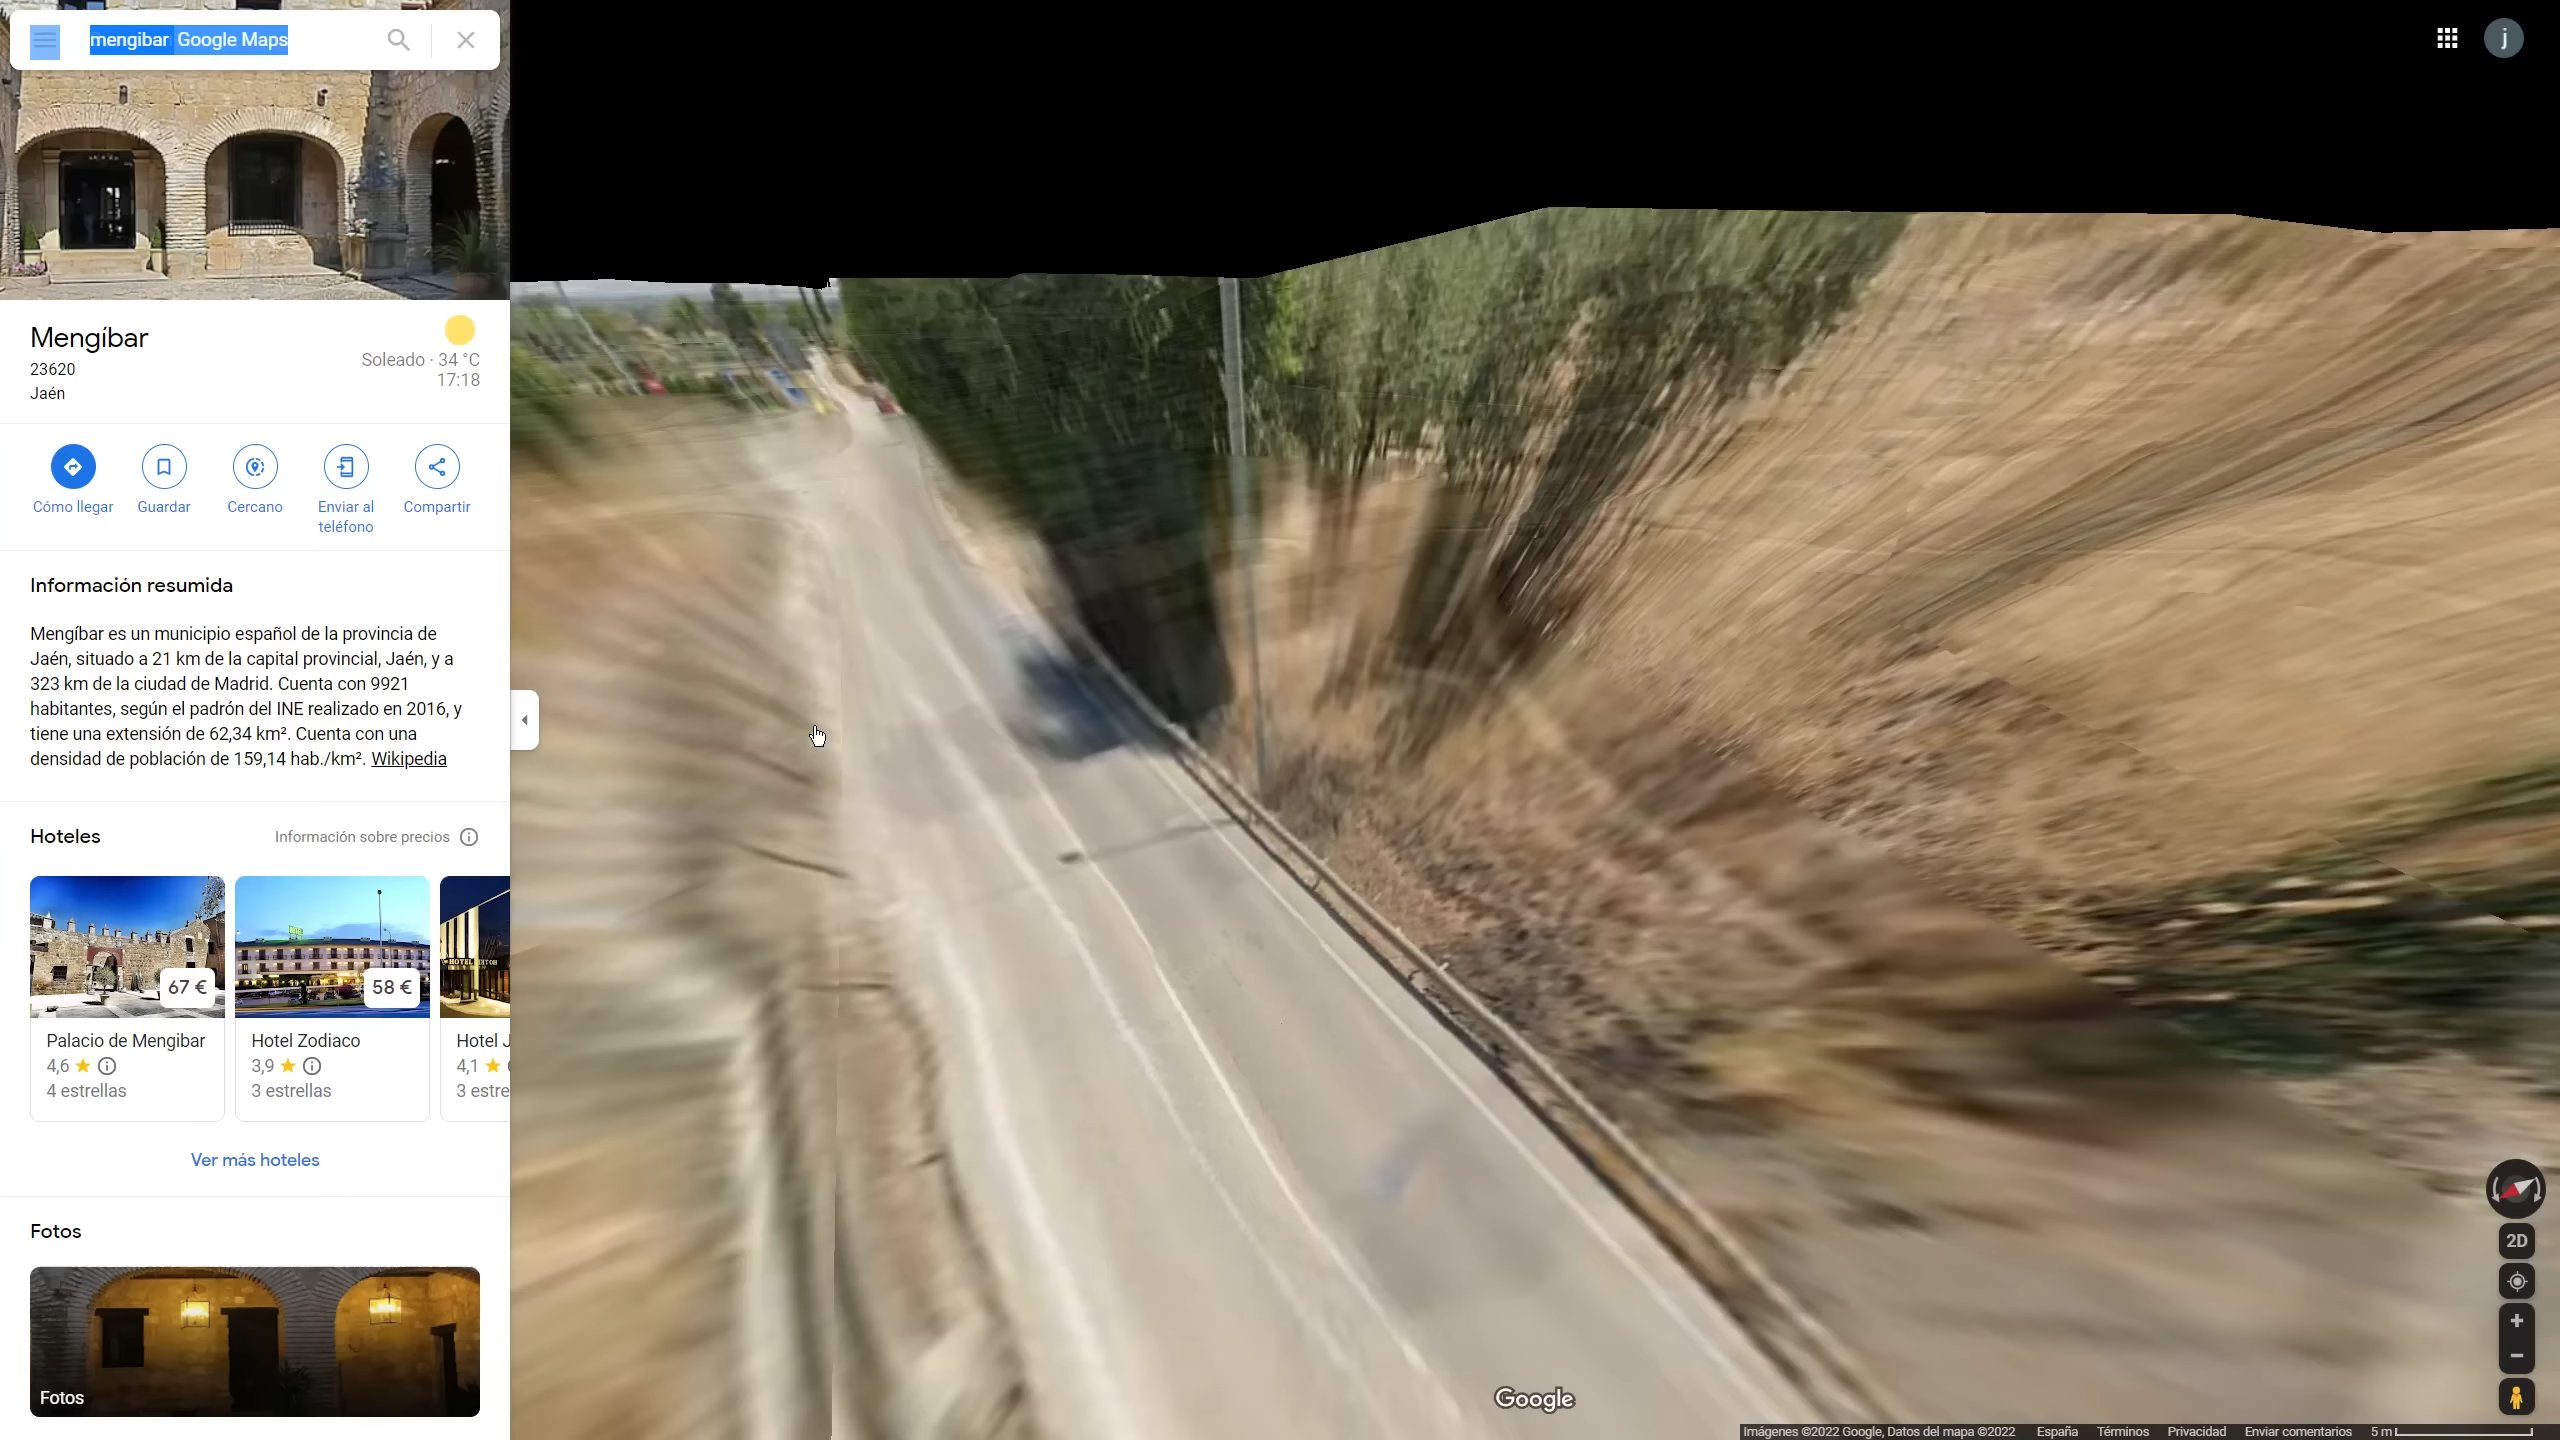 mengibar Google Maps
j
Mengíbar
Soleado · 34 °C
17:18
23620
Jaén
Cómo llegar
Guardar
Cercano
Enviar al
teléfono
Compartir
Información resumida
Mengíbar es un municipio español de la provincia de
Jaén, situado a 21 km de la capital provincial, Jaén, y a
323 km de la ciudad de Madrid. Cuenta con 9921
habitantes, según el padrón del INE realizado en 2016, y
tiene una extensión de 62,34 km². Cuenta con una
densidad de población de 159,14 hab./km². Wikipedia
Hoteles
Información sobre precios
67 €
58 €
HOTEL
Palacio de Mengibar
4,6
4 estrellas
Hotel Zodiaco
3,9
3 estrellas
Hotel J
4,1
3 estre
Ver más hoteles
Fotos
Fotos
2D
Google
Imágenes ©2022 Google, Datos del mapa ©2022 España Términos Privacidad Enviar comentarios 5 m